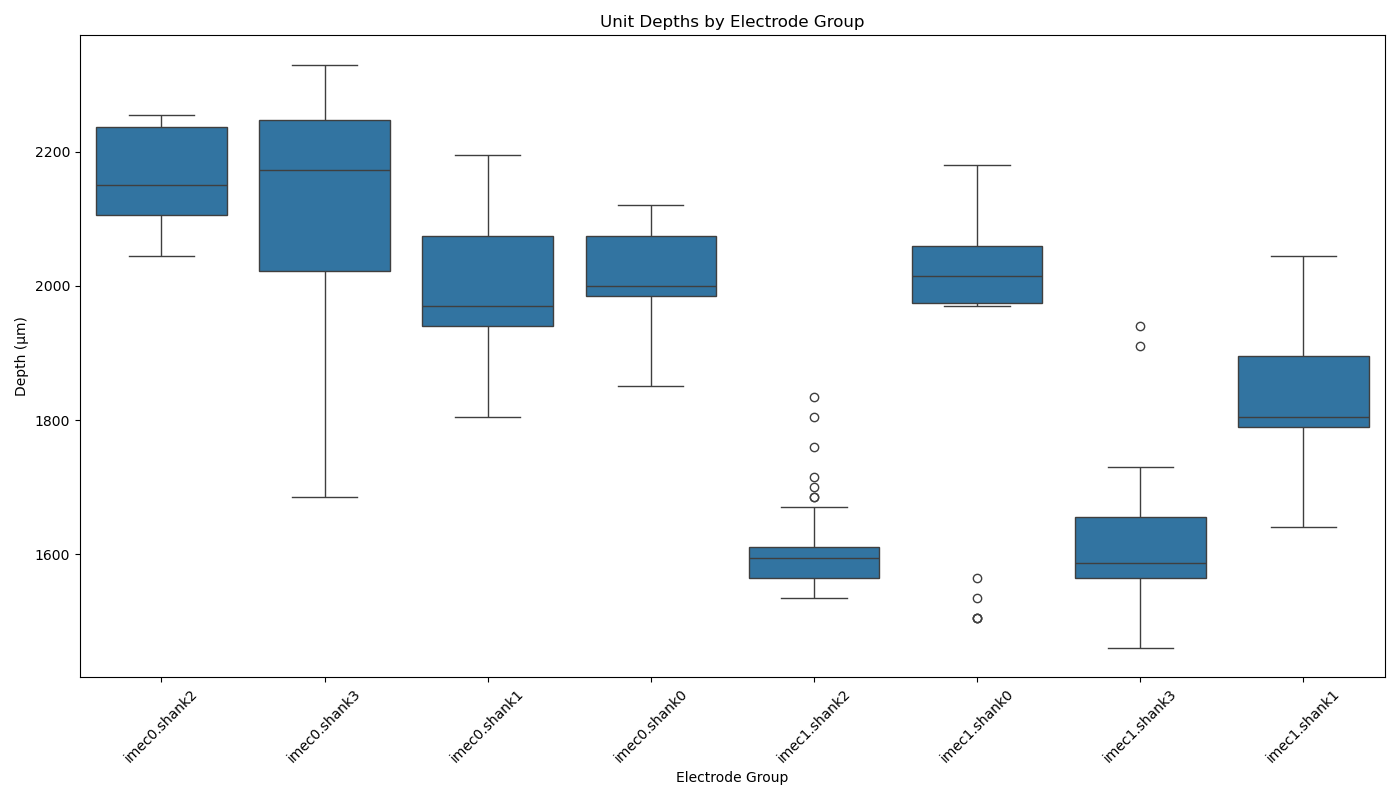 Unit Depths by Electrode Group
Depth (μm)
2200
2000
1800
1600
imec0.shank2
imec0.shank3
imec0.shank1
imec0.shank0
imec1.shank2
imec1.shank0
imec1.shank3
imec1.shank1
Electrode Group